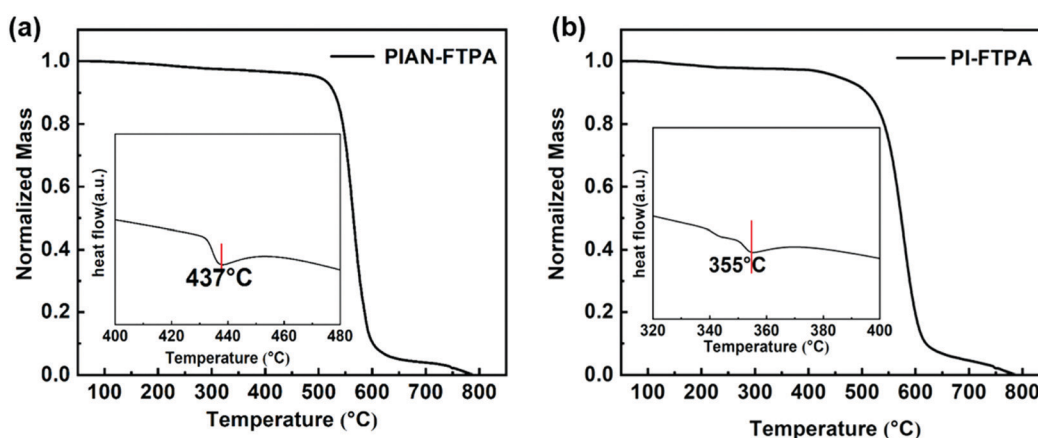 (a)
PIAN-FTPA
Normalized Mass
1.0
0.8
0.6
0.4
0.2
0.0
100 200 300 400 500 600 700 800
Temperature (°C)
heat flow(a.u.)
437°C
400 420 440 460 480
Temperature (°C)
(b)
PI-FTPA
Normailzed Mass
1.0
0.8
0.6
0.4
0.2
0.0
100 200 300 400 500 600 700 800
Temperature (°C)
heat flow(a.u.)
355°C
320 340 360 380 400
Temperature (°C)